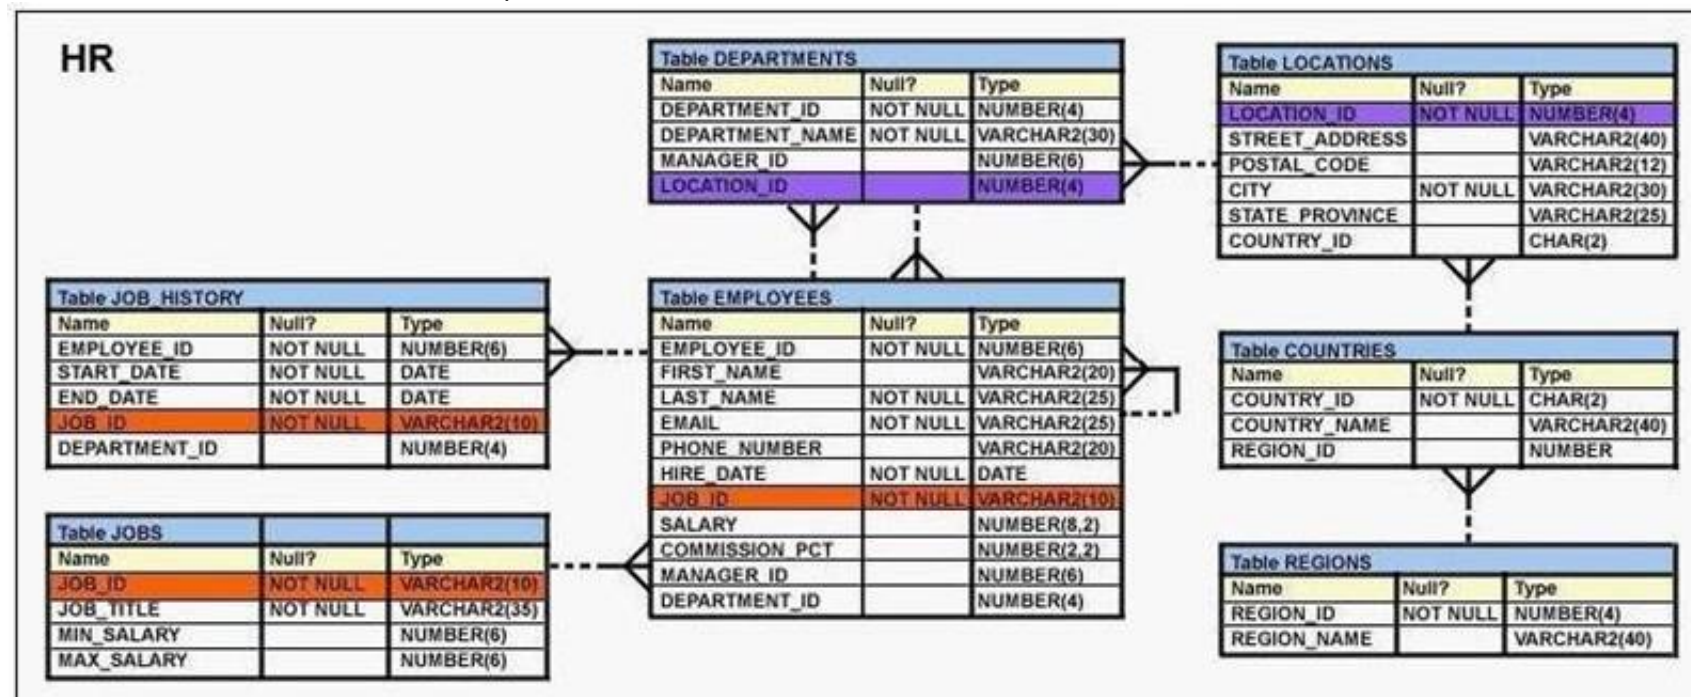 HR
Table DEPARTMENTS
Name Null? Type
DEPARTMENT_ID NOT NULL NUMBER(4)
DEPARTMENT_NAME NOT NULL VARCHAR2(30)
MANAGER_ID NUMBER(6)
LOCATION_ID NUMBER(4)
Table LOCATIONS
Name Null? Type
LOCATION_ID NOT NULL NUMBER(4)
STREET_ADDRESS VARCHAR2(40)
POSTAL_CODE VARCHAR2(12)
CITY NOT NULL VARCHAR2(30)
STATE_PROVINCE VARCHAR2(25)
COUNTRY_ID CHAR(2)
Table JOB_HISTORY
Name Null? Type
EMPLOYEE_ID NOT NULL NUMBER(6)
START_DATE NOT NULL DATE
END_DATE NOT NULL DATE
JOB_ID NOT NULL VARCHAR2(10)
DEPARTMENT_ID NUMBER(4)
Table EMPLOYEES
Name Null? Type
EMPLOYEE_ID NOT NULL NUMBER(6)
FIRST_NAME VARCHAR2(20)
LAST_NAME NOT NULL VARCHAR2(25)
EMAIL NOT NULL VARCHAR2(25)
PHONE_NUMBER VARCHAR2(20)
HIRE_DATE NOT NULL DATE
JOB_ID NOT NULL VARCHAR2(10)
SALARY NUMBER(8,2)
COMMISSION_PCT NUMBER(2,2)
MANAGER_ID NUMBER(6)
DEPARTMENT_ID NUMBER(4)
Table COUNTRIES
Name Null? Type
COUNTRY_ID NOT NULL CHAR(2)
COUNTRY_NAME VARCHAR2(40)
REGION_ID NUMBER
Table JOBS
Name Null? Type
JOB_ID NOT NULL VARCHAR2(10)
JOB_TITLE NOT NULL VARCHAR2(35)
MIN_SALARY NUMBER(6)
MAX_SALARY NUMBER(6)
Table REGIONS
Name Null? Type
REGION_ID NOT NULL NUMBER(4)
REGION_NAME VARCHAR2(40)